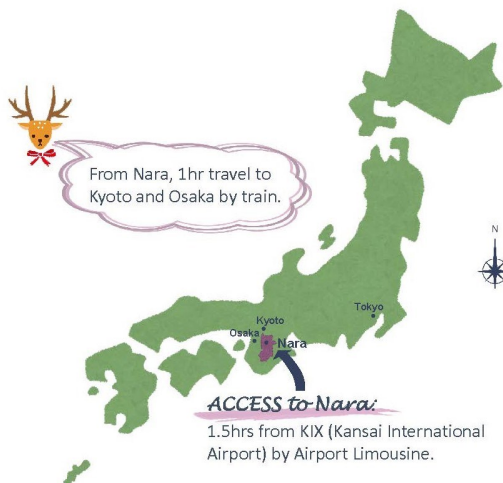 From Nara, 1hr travel to
Kyoto and Osaka by train.
N
Tokyo
Kyoto
Osaka
Nara
ACCESS to Nara:
1.5hrs from KIX (Kansai International
Airport) by Airport Limousine.